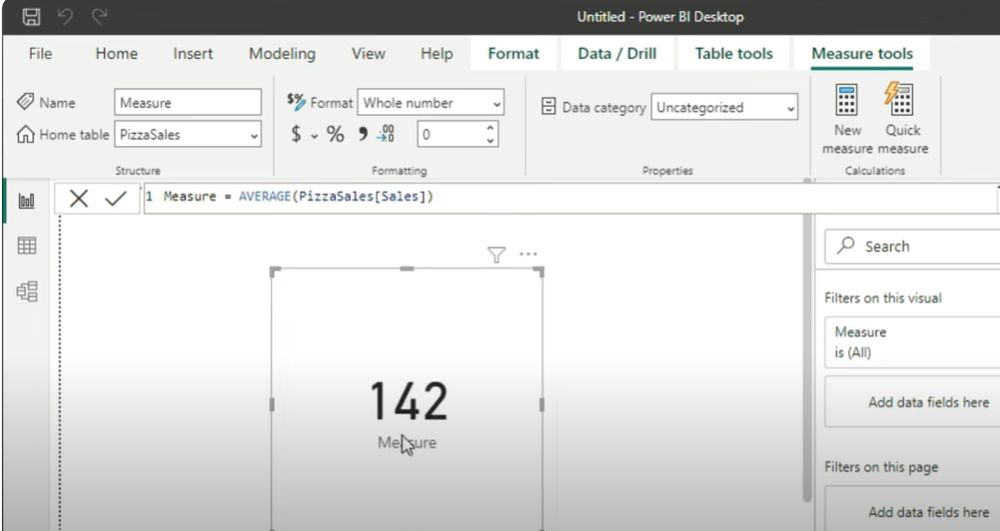 Untitled - Power BI Desktop
File Home Insert Modeling View Help Format Data / Drill Table tools Measure tools
Name Measure
Home table PizzaSales
Structure
$% Format Whole number
$ % 9 .00 →.0 0
Formatting
Data category Uncategorized
Properties
New measure
Quick measure
Calculations
1 Measure = AVERAGE(PizzaSales[Sales])
142
Measure
Search
Filters on this visual
Measure
is (All)
Add data fields here
Filters on this page
Add data fields here